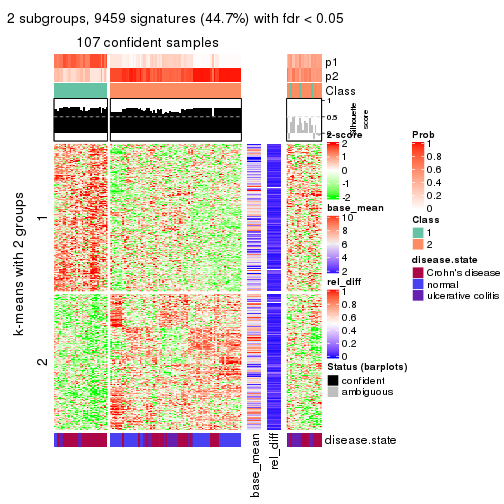 2 subgroups, 9459 signatures (44.7%) with fdr < 0.05
107 confident samples
p1
p2
Class
1
0.5
0
Silhouette
score
k-means with 2 groups
1
2
z-score
2
1
0
-1
-2
base_mean
10
8
6
4
2
rel_diff
1
0.8
0.6
0.4
0.2
0
Status (barplots)
confident
ambiguous
Prob
1
0.8
0.6
0.4
0.2
0
Class
1
2
disease.state
Crohn's disease
normal
ulcerative colitis
disease.state
base_mean
rel_diff